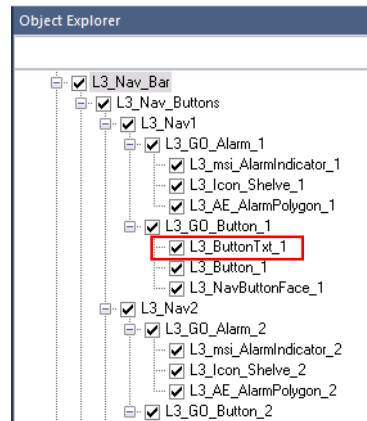 Object Explorer
L3_Nav_Bar
L3_Nav_Buttons
L3_Nav1
L3_GO_Alarm_1
L3_msi_AlarmIndicator_1
L3_Icon_Shelve_1
L3_AE_AlarmPolygon_1
L3_GO_Button_1
L3_ButtonTxt_1
L3_Button_1
L3_NavButtonFace_1
L3_Nav2
L3_GO_Alarm_2
L3_msi_AlarmIndicator_2
L3_Icon_Shelve_2
L3_AE_AlarmPolygon_2
L3_GO_Button_2